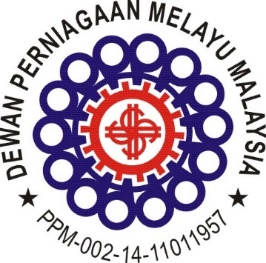 DEWAN PERNIAGAAN MELAYU MALAYSIA
PPM-002-14-11011957